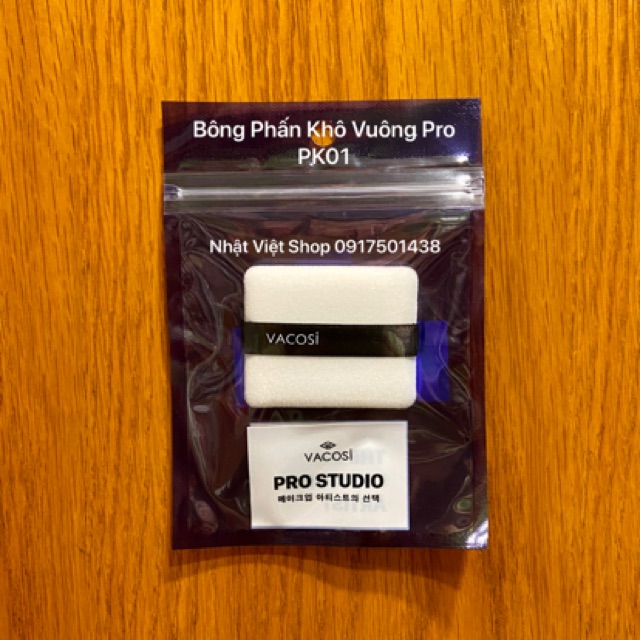 Bông Phấn Khô Vuông Pro
PK01
Nhật Việt Shop 0917501438
VACOSi
VACOSi
PRO STUDIO
메이크업 아티스트의 선택